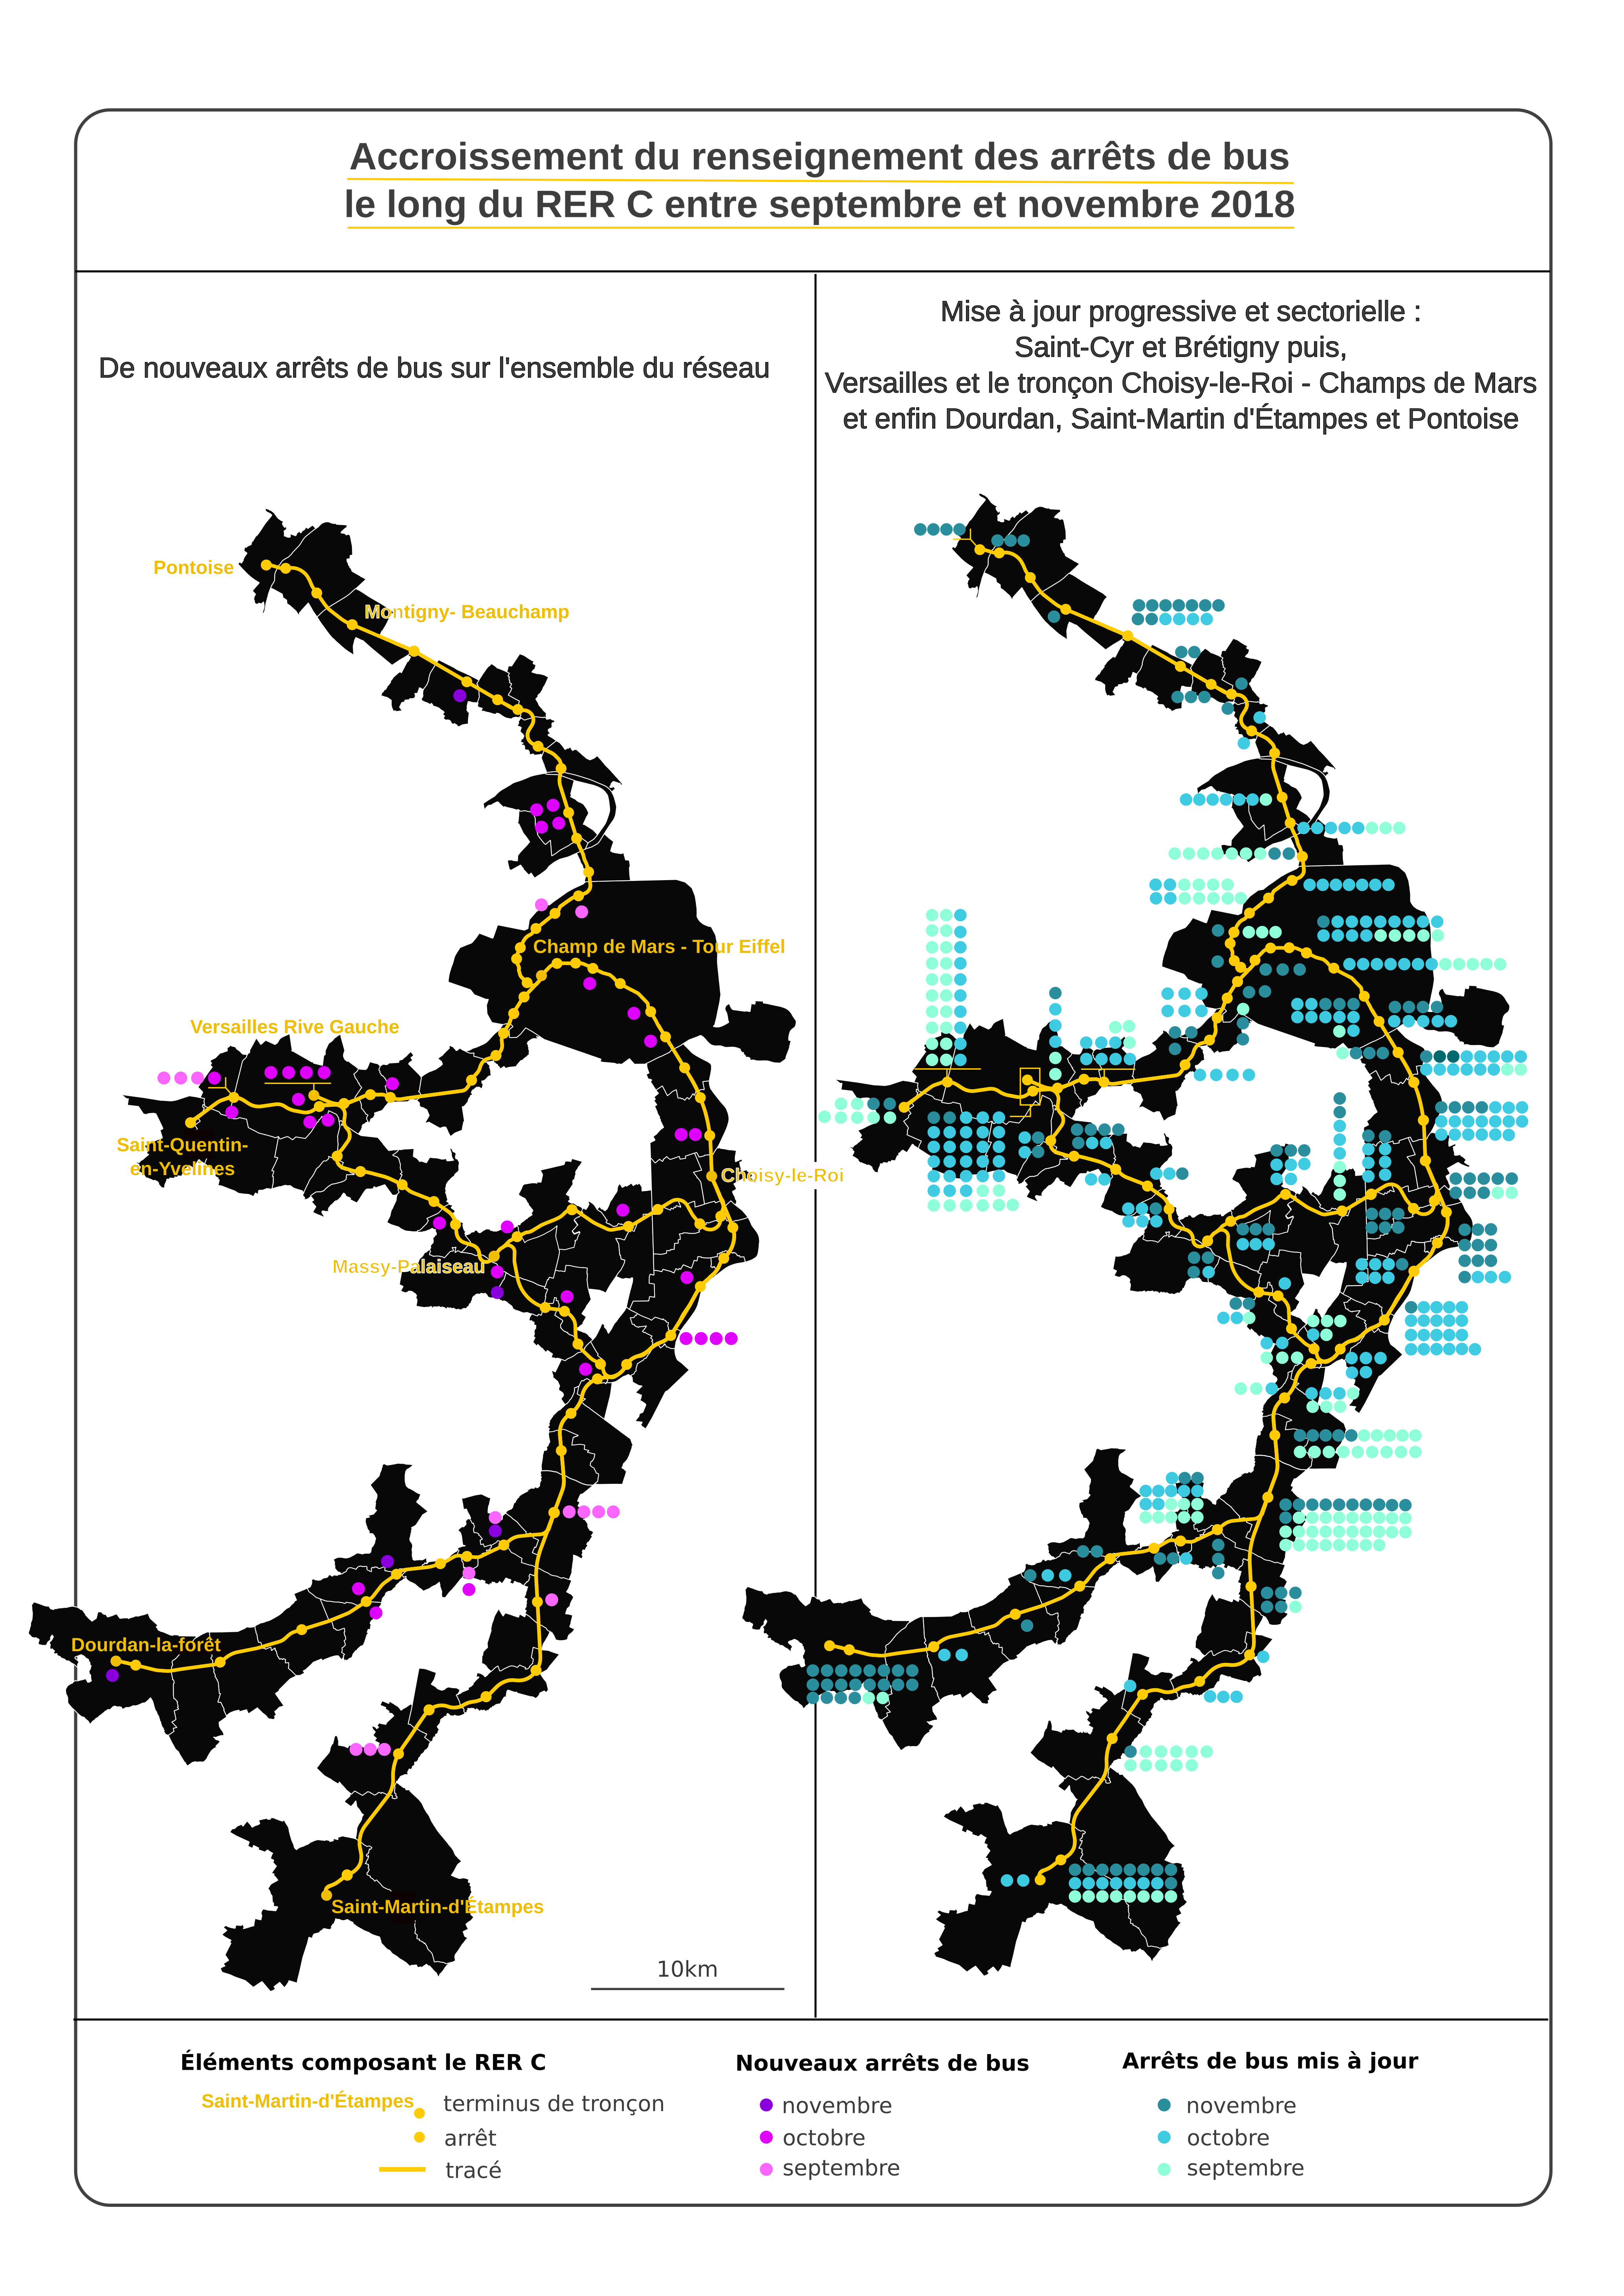 Accroissement du renseignement des arrêts de bus
le long du RER C entre septembre et novembre 2018
De nouveaux arrêts de bus sur l'ensemble du réseau
Mise à jour progressive et sectorielle :
Saint-Cyr et Brétigny puis,
Versailles et le tronçon Choisy-le-Roi - Champs de Mars
et enfin Dourdan, Saint-Martin d'Étampes et Pontoise
Pontoise
Montigny- Beauchamp
Champ de Mars - Tour Eiffel
Versailles Rive Gauche
Saint-Quentin-
en-Yvelines
Choisy-le-Roi
Massy-Palaiseau
Dourdan-la-forêt
Saint-Martin-d'Étampes
10km
Éléments composant le RER C
Saint-Martin-d'Étampes
terminus de tronçon
arrêt
tracé
Nouveaux arrêts de bus
novembre
octobre
septembre
Arrêts de bus mis à jour
novembre
octobre
septembre